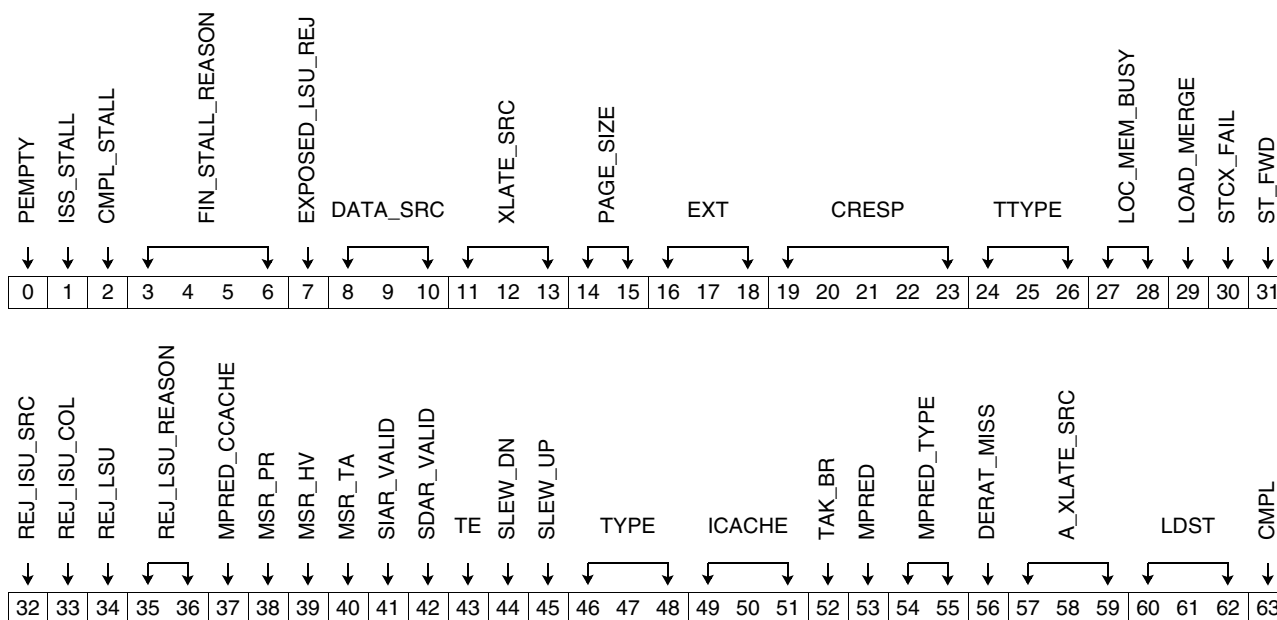 PEMPTY
ISS_STALL
CMPL_STALL
FIN_STALL_REASON
EXPOSED_LSU_REJ
DATA_SRC
XLATE_SRC
PAGE_SIZE
EXT
CRESP
TTYPE
LOC_MEM_BUSY
LOAD_MERGE
STCX_FAIL
ST_FWD
0 1 2 3 4 5 6 7 8 9 10 11 12 13 14 15 16 17 18 19 20 21 22 23 24 25 26 27 28 29 30 31
REJ_ISU_SRC
REJ_ISU_COL
REJ_LSU
REJ_LSU_REASON
MPRED_CCACHE
MSR_PR
MSR_HV
MSR_TA
SIAR_VALID
SDAR_VALID
TE
SLEW_DN
SLEW_UP
TYPE
ICACHE
TAK_BR
MPRED
MPRED_TYPE
DERAT_MISS
A_XLATE_SRC
LDST
CMPL
32 33 34 35 36 37 38 39 40 41 42 43 44 45 46 47 48 49 50 51 52 53 54 55 56 57 58 59 60 61 62 63